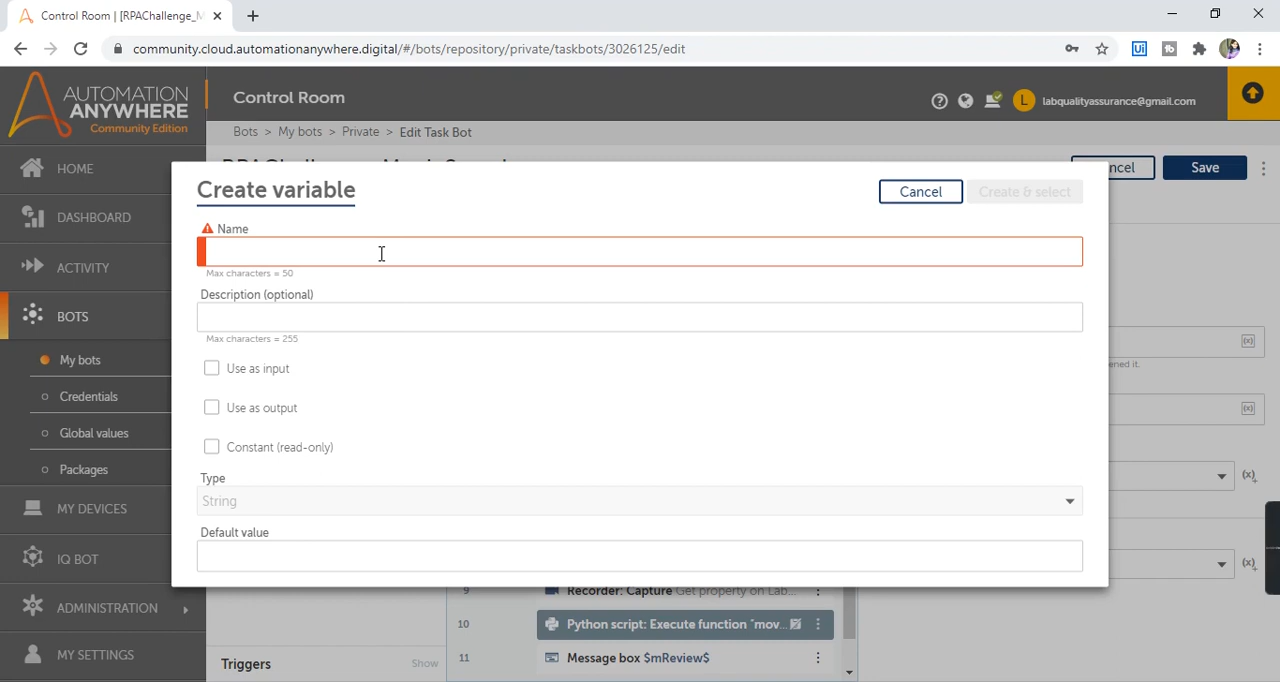 Control Room | [RPAChallenge_M
community.cloud.automationanywhere.digital/#/bots/repository/private/taskbots/3026125/edit
AUTOMATION
ANYWHERE
Community Edition
Control Room
L
labqualityassurance@gmail.com
Bots > My bots > Private > Edit Task Bot
ncel
Save
HOME
DASHBOARD
ACTIVITY
BOTS
My bots
Credentials
Global values
Packages
MY DEVICES
IQ BOT
ADMINISTRATION
MY SETTINGS
Create variable
Cancel
Create & select
Name
Max characters = 50
Description (optional)
Max characters = 255
Use as input
Use as output
Constant (read-only)
Type
String
Default value
ened it.
9 Recorder: Capture Get property on Lab...
10 Python script: Execute function "mov...
11 Message box $mReview$
Triggers
Show